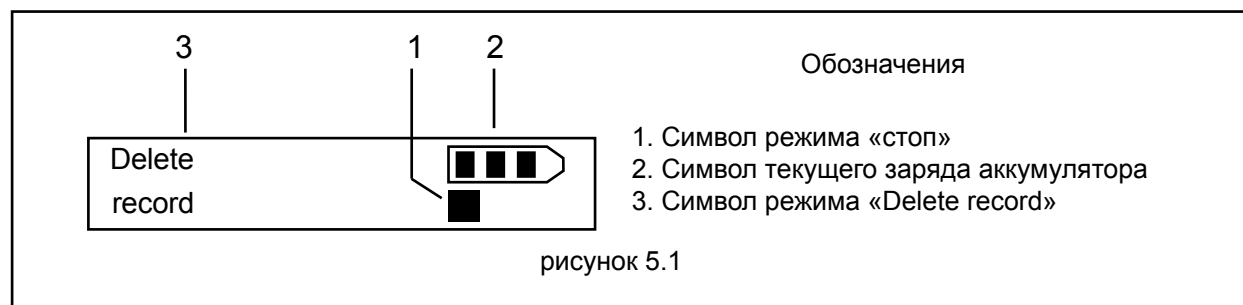 3 1 2
Обозначения
Delete
record
1. Символ режима «стоп»
2. Символ текущего заряда аккумулятора
3. Символ режима «Delete record»
рисунок 5.1